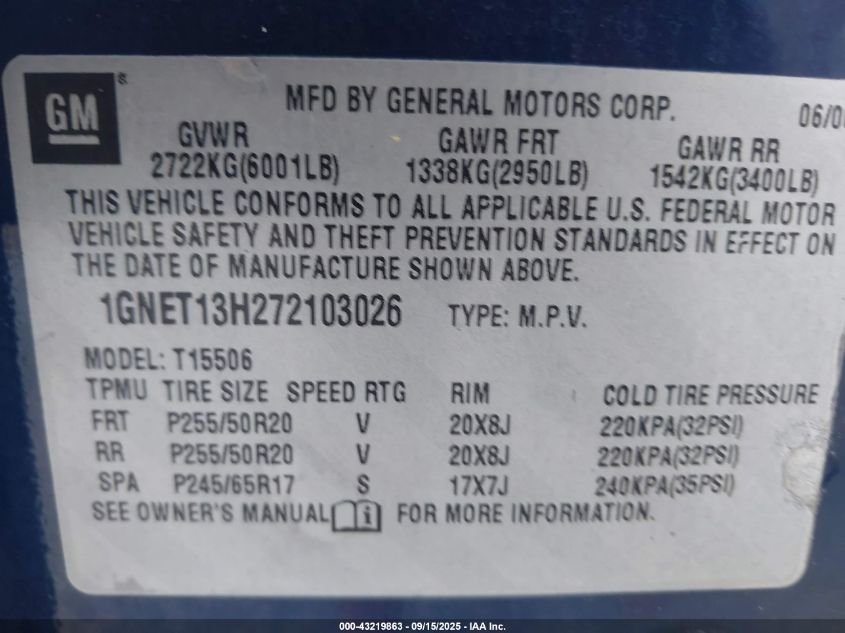 GM ®
MFD BY GENERAL MOTORS CORP.
06/0
GVWR GAWR FRT GAWR RR
2722KG(6001LB) 1338KG(2950LB) 1542KG(3400LB)
THIS VEHICLE CONFORMS TO ALL APPLICABLE U.S. FEDERAL MOTOR
VEHICLE SAFETY AND THEFT PREVENTION STANDARDS IN EFFECT ON
THE DATE OF MANUFACTURE SHOWN ABOVE.
1GNET13H272103026 TYPE: M.P.V.
MODEL: T15506
TPMU TIRE SIZE SPEED RTG RIM COLD TIRE PRESSURE
FRT P255/50R20 V 20X8J 220KPA(32PSI)
RR P255/50R20 V 20X8J 220KPA(32PSI)
SPA P245/65R17 S 17X7J 240KPA(35PSI)
SEE OWNER'S MANUAL i FOR MORE INFORMATION.
000-43219863 - 09/15/2025 - IAA Inc.